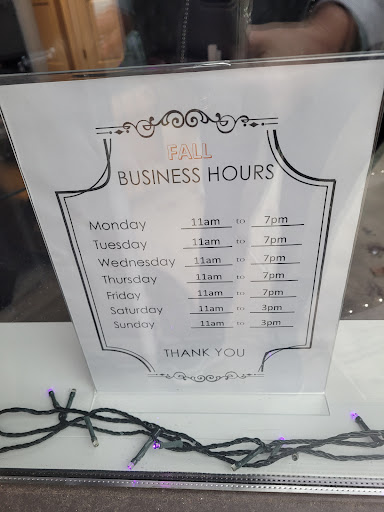 FALL
BUSINESS HOURS
Monday 11am to 7pm
Tuesday 11am to 7pm
Wednesday 11am to 7pm
Thursday 11am to 7pm
Friday 11am to 7pm
Saturday 11am to 3pm
Sunday 11am to 3pm
THANK YOU